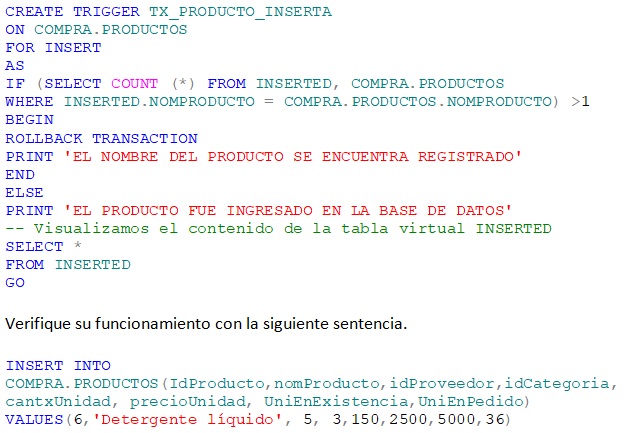 CREATE TRIGGER TX_PRODUCTO_INSERTA
ON COMPRA.PRODUCTOS
FOR INSERT
AS
IF (SELECT COUNT (*) FROM INSERTED, COMPRA.PRODUCTOS
WHERE INSERTED.NOMPRODUCTO = COMPRA.PRODUCTOS.NOMPRODUCTO) >1
BEGIN
ROLLBACK TRANSACTION
PRINT 'EL NOMBRE DEL PRODUCTO SE ENCUENTRA REGISTRADO'
END
ELSE
PRINT 'EL PRODUCTO FUE INGRESADO EN LA BASE DE DATOS'
-- Visualizamos el contenido de la tabla virtual INSERTED
SELECT *
FROM INSERTED
GO
Verifique su funcionamiento con la siguiente sentencia.
INSERT INTO
COMPRA.PRODUCTOS(IdProducto,nomProducto,idProveedor,idCategoria,
cantxUnidad, precioUnidad, UniEnExistencia,UniEnPedido)
VALUES(6,'Detergente líquido', 5, 3,150,2500,5000,36)